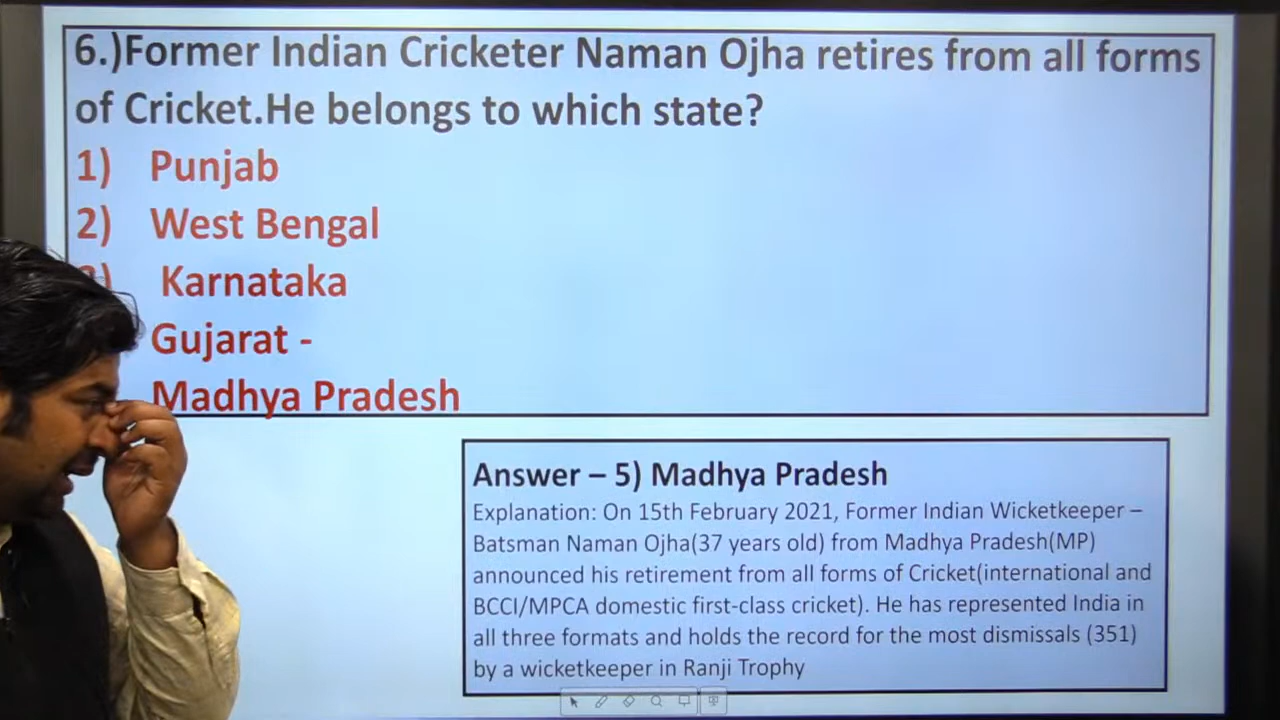 6.)Former Indian Cricketer Naman Ojha retires from all forms
of Cricket.He belongs to which state?
1) Punjab
2) West Bengal
3) Karnataka
Gujarat -
Madhya Pradesh
Answer – 5) Madhya Pradesh
Explanation: On 15th February 2021, Former Indian Wicketkeeper –
Batsman Naman Ojha(37 years old) from Madhya Pradesh(MP)
announced his retirement from all forms of Cricket(international and
BCCI/MPCA domestic first-class cricket). He has represented India in
all three formats and holds the record for the most dismissals (351)
by a wicketkeeper in Ranji Trophy